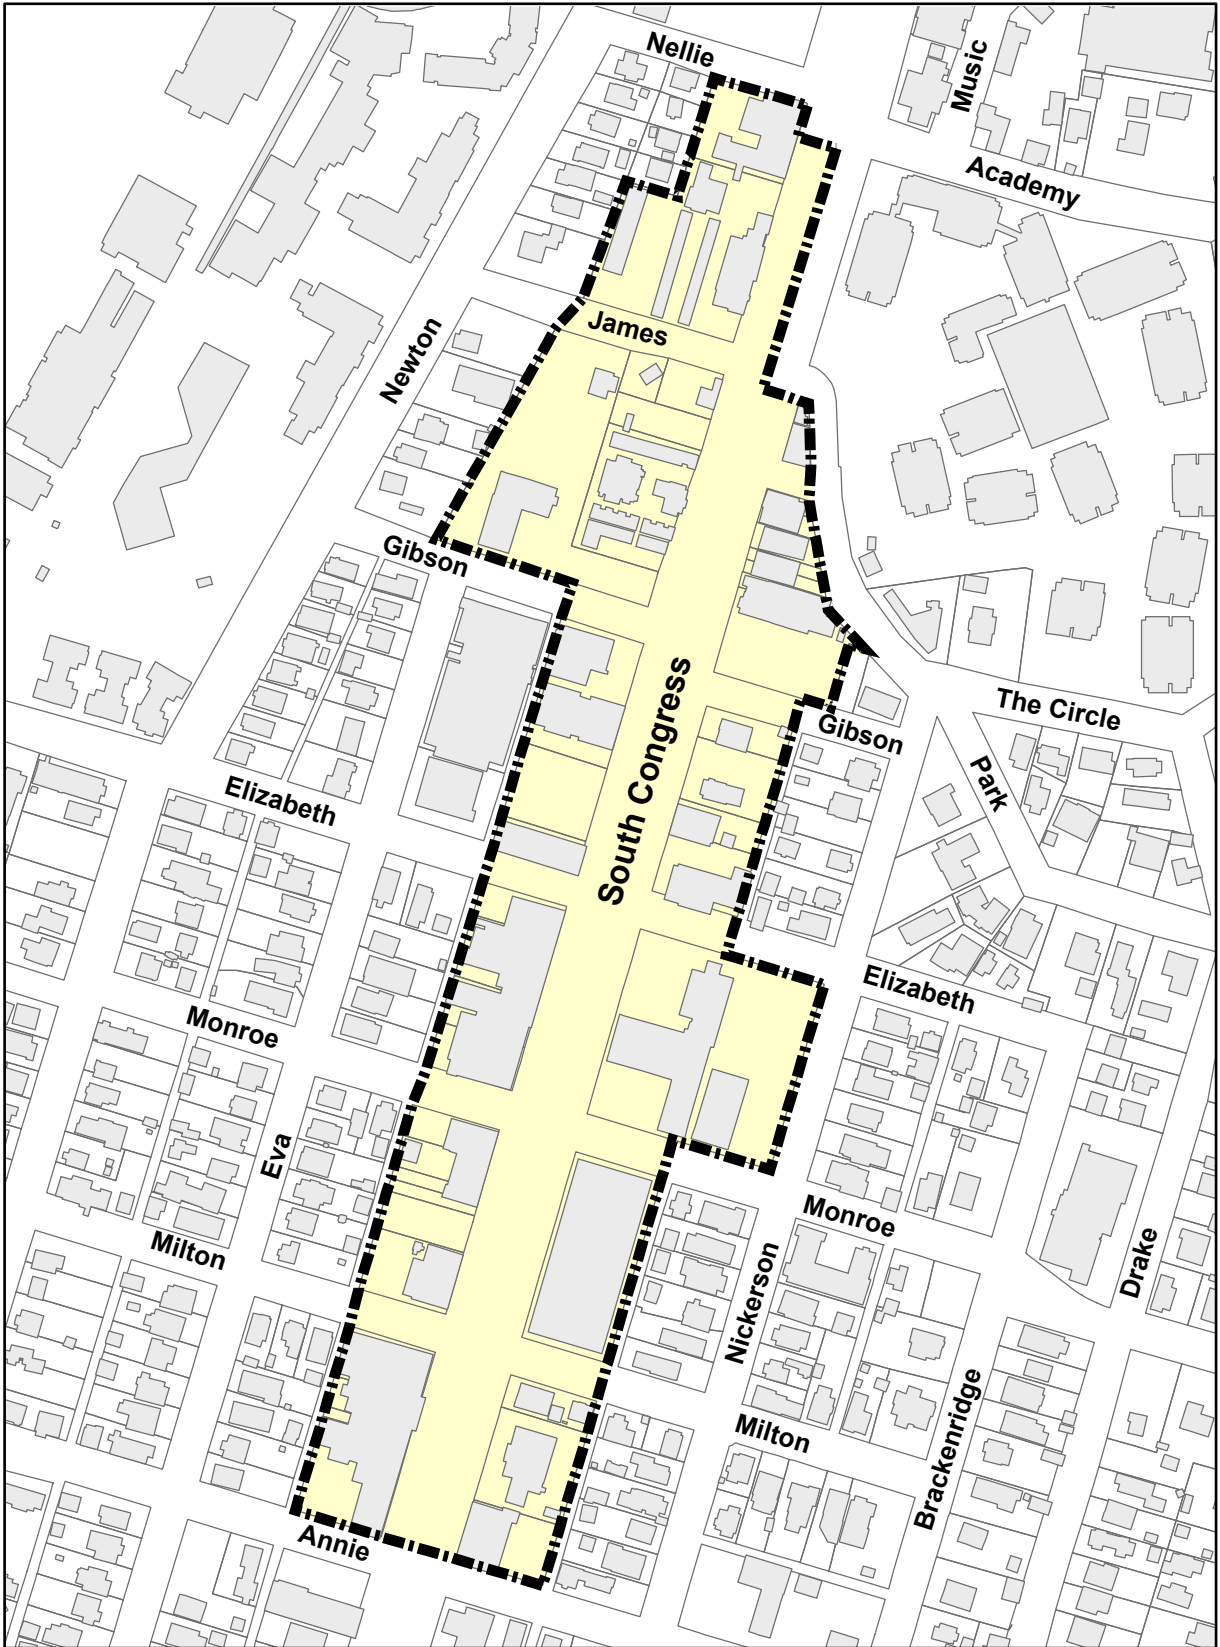 Nellie
Music
Academy
James
Newton
Gibson
South Congress
The Circle
Gibson
Park
Elizabeth
Elizabeth
Monroe
Eva
Monroe
Milton
Nickerson
Drake
Brackenridge
Milton
Annie